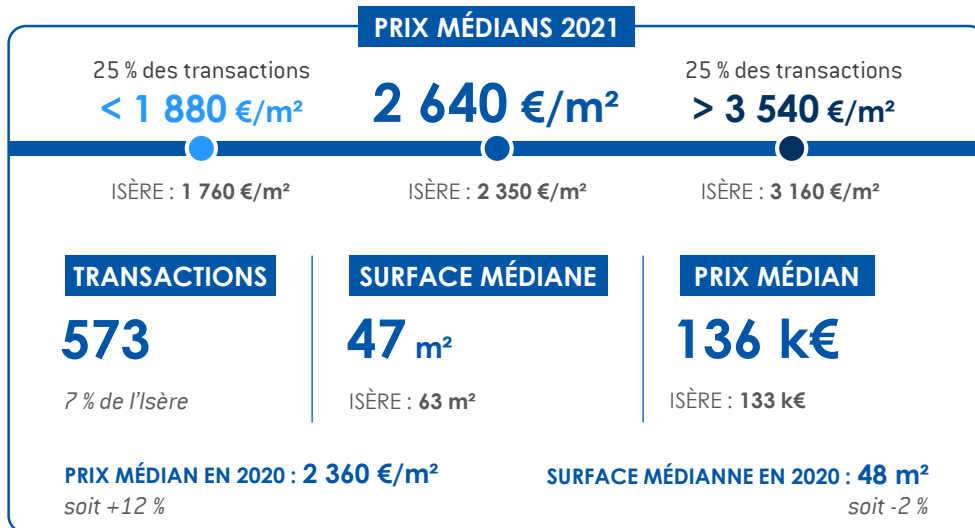 PRIX MÉDIANS 2021
25 % des transactions
< 1 880 €/m²
2 640 €/m²
25 % des transactions
> 3 540 €/m²
ISÈRE : 1 760 €/m²
ISÈRE : 2 350 €/m²
ISÈRE : 3 160 €/m²
TRANSACTIONS
573
7 % de l'Isère
SURFACE MÉDIANE
47 m²
ISÈRE : 63 m²
PRIX MÉDIAN
136 k€
ISÈRE : 133 k€
PRIX MÉDIAN EN 2020 : 2 360 €/m²
soit +12 %
SURFACE MÉDIANNE EN 2020 : 48 m²
soit -2 %